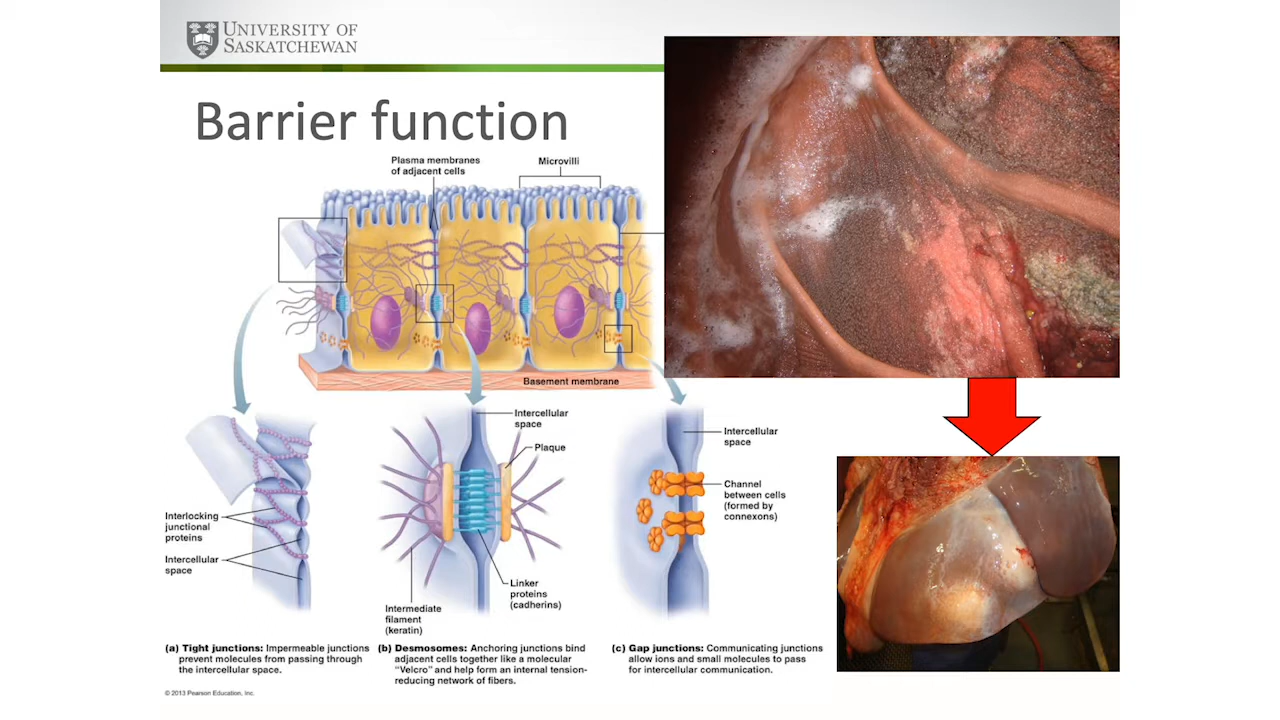 UNIVERSITY OF
SASKATCHEWAN
Barrier function
Plasma membranes
of adjacent cells
Microvilli
Basement membrane
Intercellular
space
Plaque
Intercellular
space
Channel
between cells
(formed by
connexons)
Interlocking
junctional
proteins
Intercellular
space
Linker
proteins
(cadherins)
Intermediate
filament
(keratin)
(a) Tight junctions: Impermeable junctions
prevent molecules from passing through
the intercellular space.
(b) Desmosomes: Anchoring junctions bind
adjacent cells together like a molecular
“Velcro” and help form an internal tension-
reducing network of fibers.
(c) Gap junctions: Communicating junctions
allow ions and small molecules to pass
for intercellular communication.
© 2013 Pearson Education, Inc.